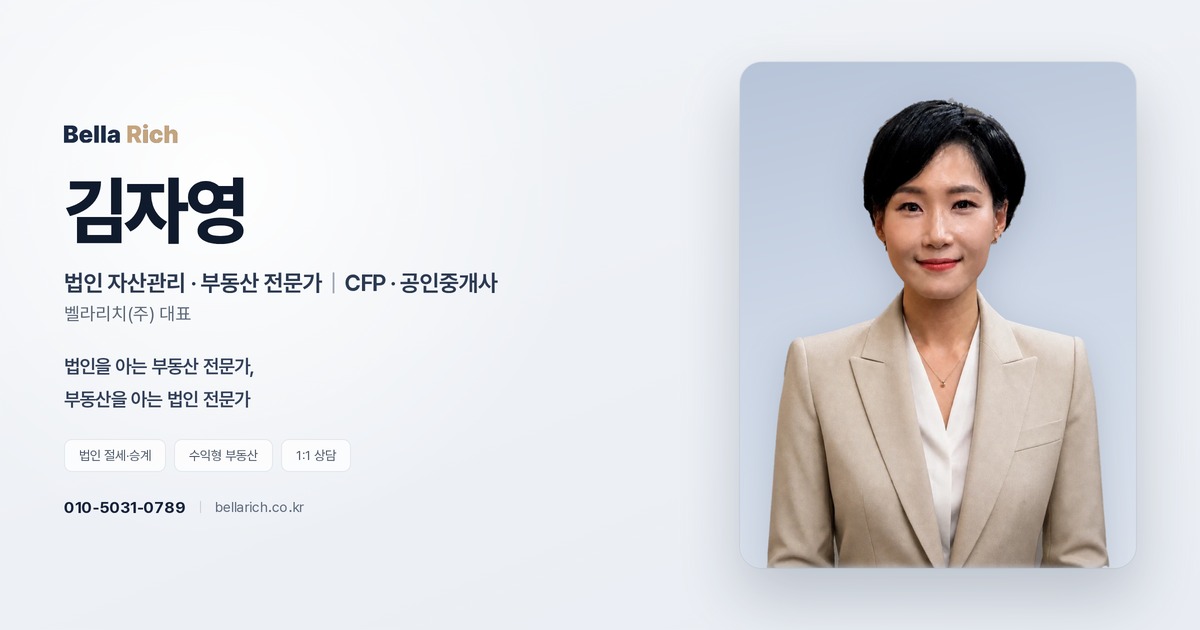 Bella Rich
김자영
법인 자산관리 · 부동산 전문가 | CFP · 공인중개사
벨라리치(주) 대표
법인을 아는 부동산 전문가,
부동산을 아는 법인 전문가
법인 절세·승계 수익형 부동산 1:1 상담
010-5031-0789 | bellarich.co.kr